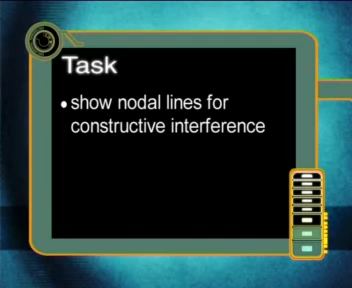 Task
• show nodal lines for
constructive interference